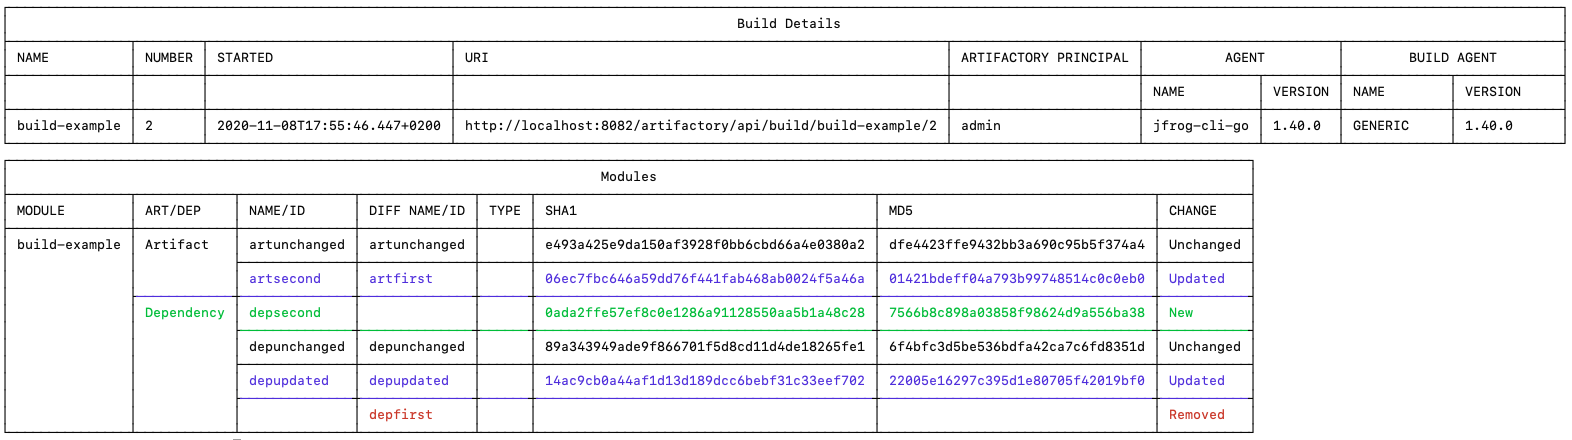 Build Details
NAME NUMBER STARTED URI ARTIFACTORY PRINCIPAL AGENT BUILD AGENT
NAME VERSION NAME VERSION
build-example 2 2020-11-08T17:55:46.447+0200 http://localhost:8082/artifactory/api/build/build-example/2 admin jfrog-cli-go 1.40.0 GENERIC 1.40.0
Modules
MODULE ART/DEP NAME/ID DIFF NAME/ID TYPE SHA1 MD5 CHANGE
build-example Artifact artunchanged artunchanged e493a425e9da150af3928f0bb6cbd66a4e0380a2 dfe4423ffe9432bb3a690c95b5f374a4 Unchanged
artsecond artfirst 06ec7fbc646a59dd76f441fab468ab0024f5a46a 01421bdeff04a793b99748514c0c0eb0 Updated
Dependency depsecond 0ada2ffe57ef8c0e1286a91128550aa5b1a48c28 7566b8c898a03858f98624d9a556ba38 New
depunchanged depunchanged 89a343949ade9f866701f5d8cd11d4de18265fe1 6f4bfc3d5be536bdfa42ca7c6fd8351d Unchanged
depupdated depupdated 14ac9cb0a44af1d13d189dcc6bebf31c33eef702 22005e16297c395d1e80705f42019bf0 Updated
depfirst Removed